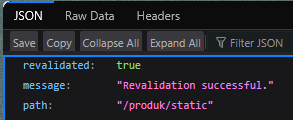 JSON Raw Data Headers
Save Copy Collapse All Expand All Filter JSON
revalidated: true
message: "Revalidation successful."
path: "/produk/static"